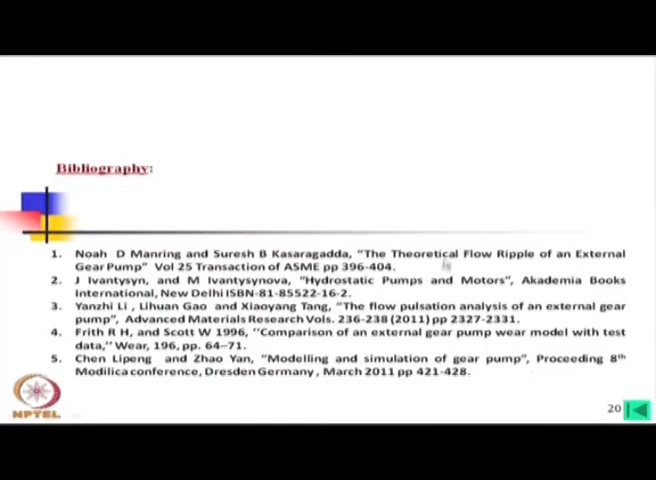 Bibliography:
1. Noah D Manring and Suresh B Kasaragadda, "The Theoretical Flow Ripple of an External
Gear Pump" Vol 25 Transaction of ASME pp 396-404.
2. J Ivantysyn, and M Ivantysynova, "Hydrostatic Pumps and Motors", Akademia Books
International, New Delhi ISBN-81-85522-16-2.
3. Yanzhi Li , Lihuan Gao and Xiaoyang Tang, "The flow pulsation analysis of an external gear
pump", Advanced Materials Research Vols. 236-238 (2011) pp 2327-2331.
4. Frith R H, and Scott W 1996, "Comparison of an external gear pump wear model with test
data," Wear, 196, pp. 64–71.
5. Chen Lipeng and Zhao Yan, "Modelling and simulation of gear pump", Proceeding 8th
Modilica conference, Dresden Germany , March 2011 pp 421-428.
NPTEL
20